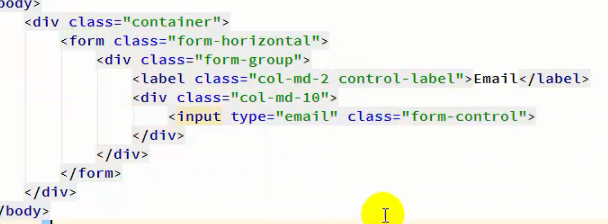 body>
<div class="container">
<form class="form-horizontal">
<div class="form-group">
<label class="col-md-2 control-label">Email</label>
<div class="col-md-10">
<input type="email" class="form-control">
</div>
</div>
</form>
</div>
/body>